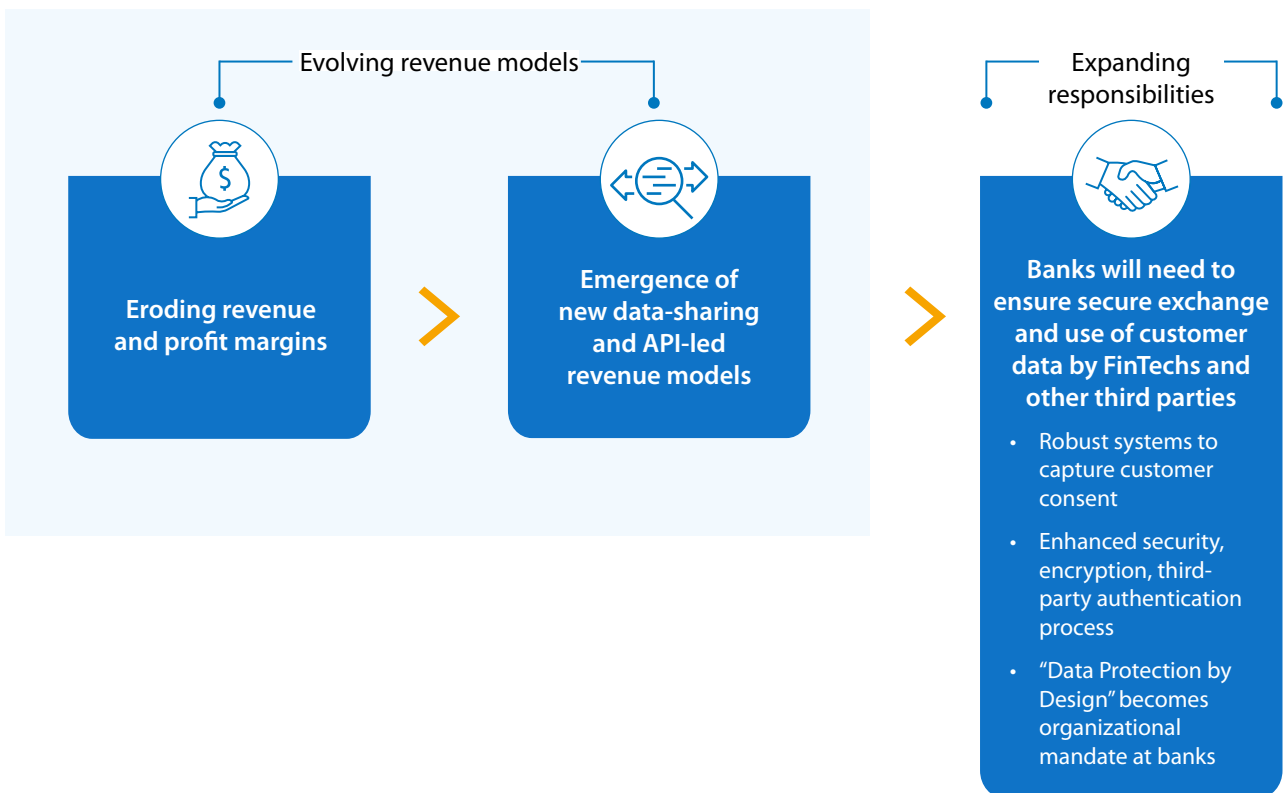 Evolving revenue models
$
Eroding revenue
and profit margins
Emergence of
new data-sharing
and API-led
revenue models
Expanding
responsibilities
Banks will need to
ensure secure exchange
and use of customer
data by FinTechs and
other third parties
• Robust systems to
capture customer
consent
• Enhanced security,
encryption, third-
party authentication
process
• “Data Protection by
Design” becomes
organizational
mandate at banks